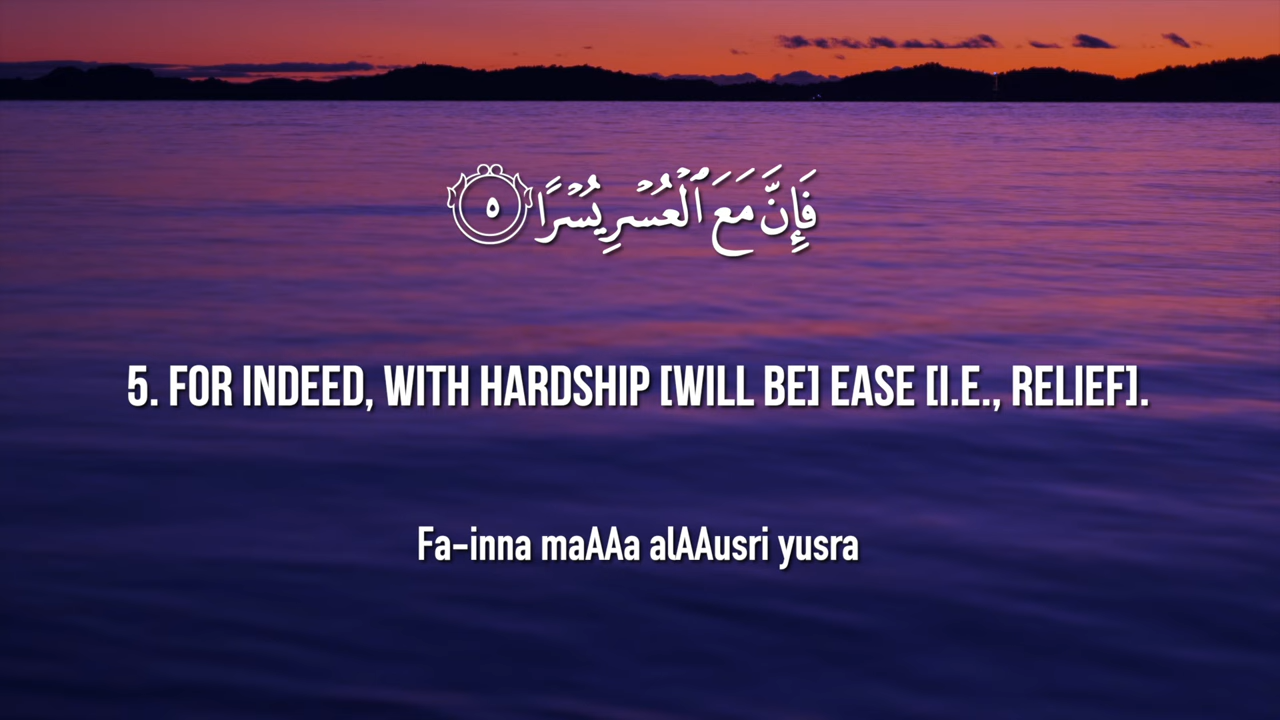 فَإِنَّ مَعَ ٱلۡعُسۡرِ يُسۡرًا ٥
5. FOR INDEED, WITH HARDSHIP [WILL BE] EASE [I.E., RELIEF].
Fa-inna maAAa alAAusri yusra